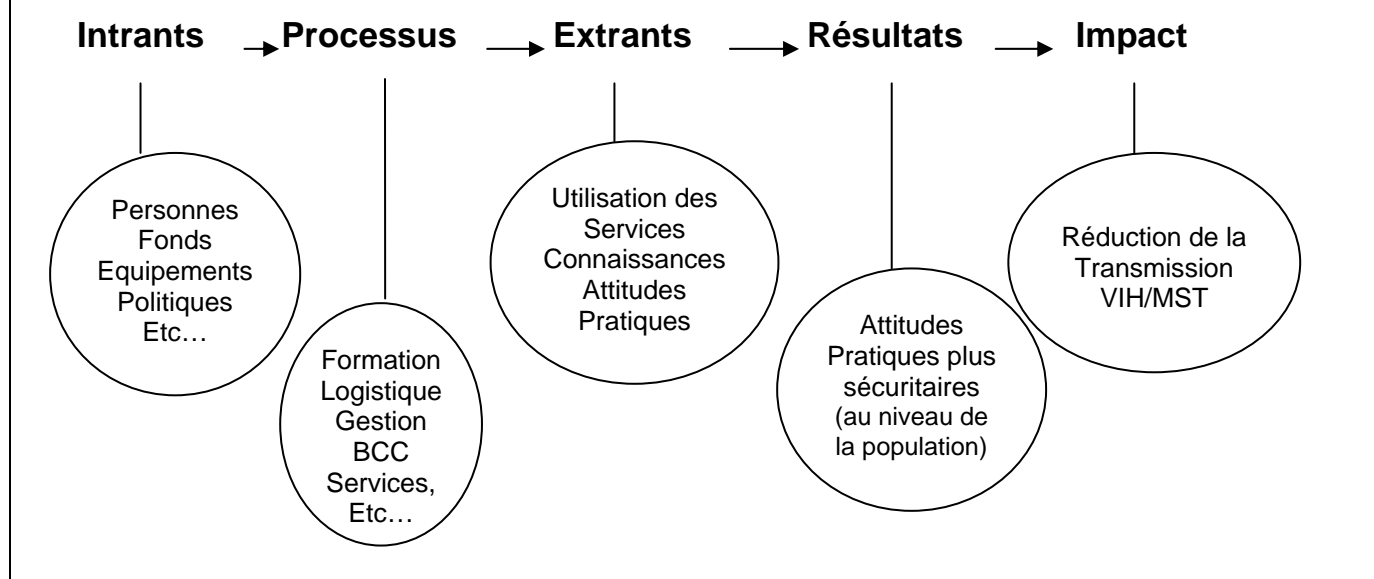 Intrants Processus Extrants Résultats Impact
Personnes
Fonds
Equipements
Politiques
Etc…
Formation
Logistique
Gestion
BCC
Services,
Etc…
Utilisation des
Services
Connaissances
Attitudes
Pratiques
Attitudes
Pratiques plus
sécuritaires
(au niveau de
la population)
Réduction de la
Transmission
VIH/MST